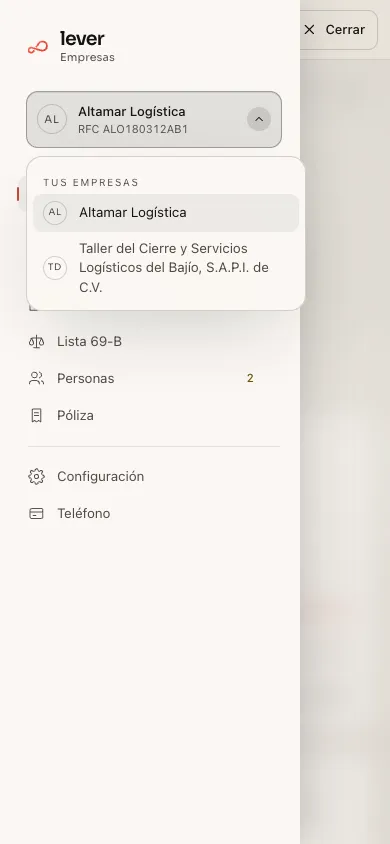 lever
Empresas
Cerrar
AL
Altamar Logística
RFC ALO180312AB1
TUS EMPRESAS
AL
Altamar Logística
TD
Taller del Cierre y Servicios
Logísticos del Bajío, S.A.P.I. de
C.V.
Lista 69-B
Personas
2
Póliza
Configuración
Teléfono